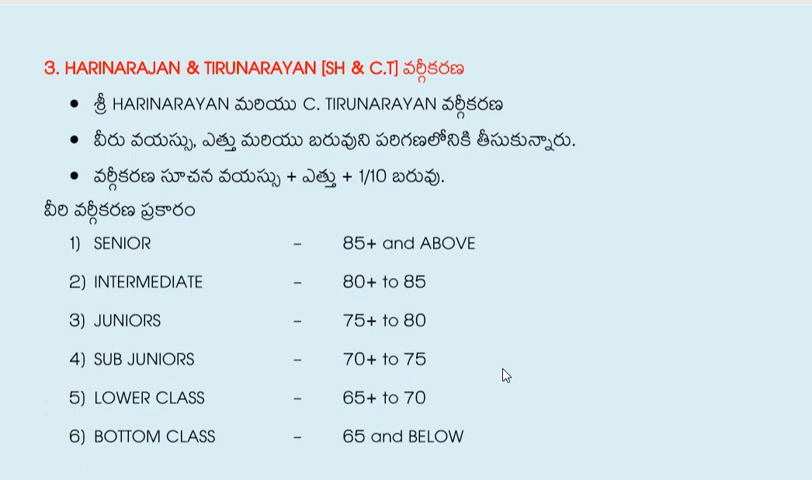 3. HARINARAJAN & TIRUNARAYAN [SH & C.T] వర్గీకరణ
• శ్రీ HARINARAYAN మరియు C. TIRUNARAYAN వర్గీకరణ
• వీరు వయస్సు, ఎత్తు మరియు బరువుని పరిగణలోనికి తీసుకున్నారు.
• వర్గీకరణ సూచన వయస్సు + ఎత్తు + 1/10 బరువు.
వీరి వర్గీకరణ ప్రకారం
1) SENIOR – 85+ and ABOVE
2) INTERMEDIATE – 80+ to 85
3) JUNIORS – 75+ to 80
4) SUB JUNIORS – 70+ to 75
5) LOWER CLASS – 65+ to 70
6) BOTTOM CLASS – 65 and BELOW